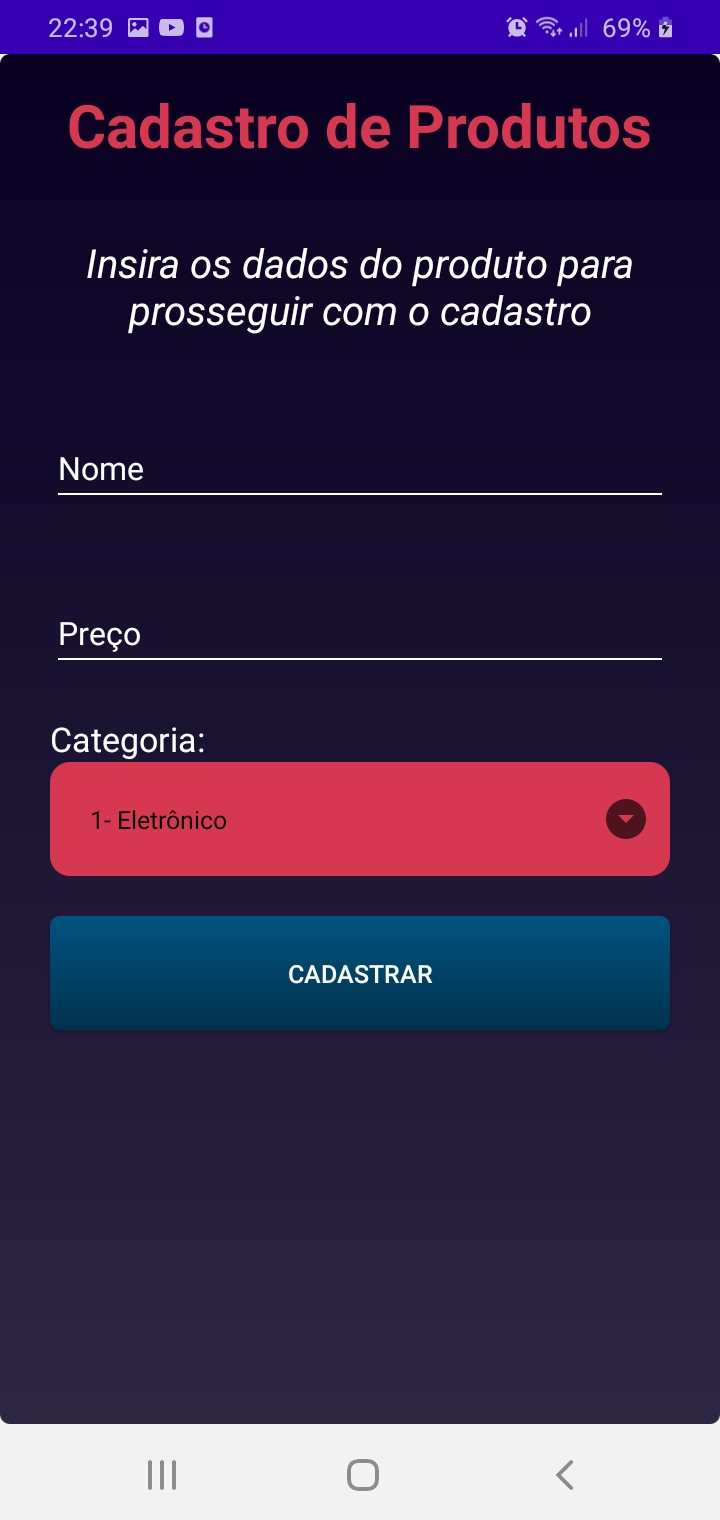 22:39 69%
Cadastro de Produtos
Insira os dados do produto para
prosseguir com o cadastro
Nome
Preço
Categoria:
1- Eletrônico
CADASTRAR